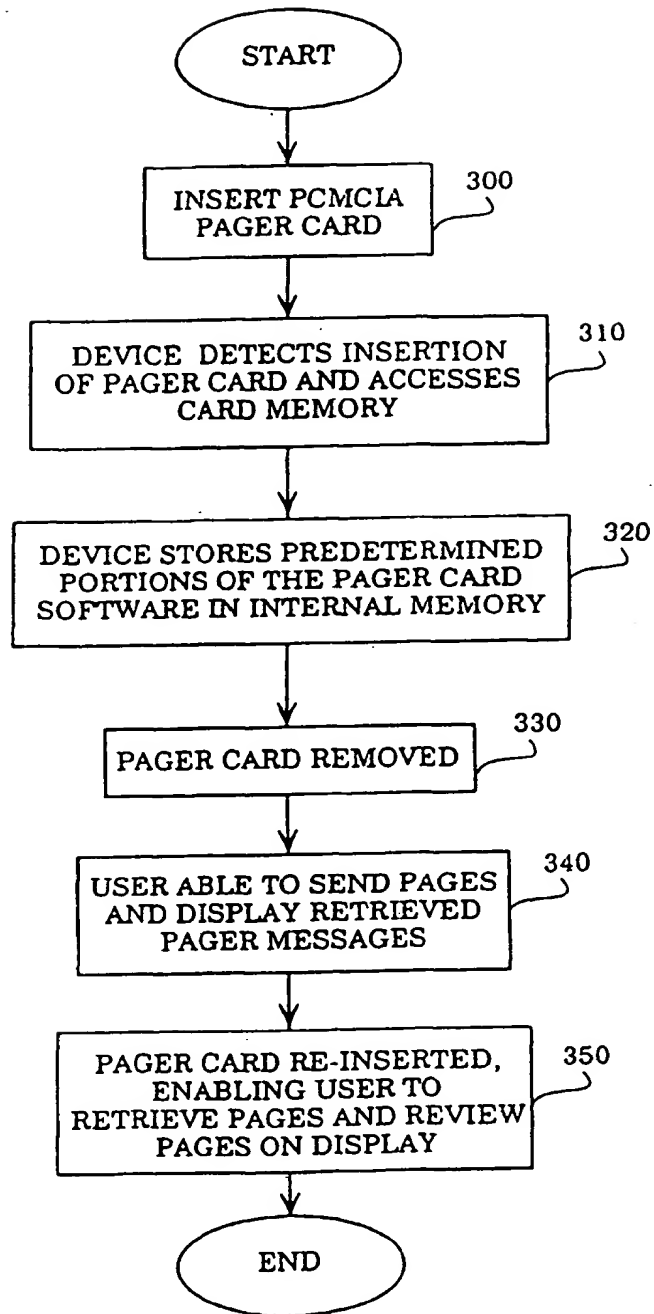 START
INSERT PCMCIA
PAGER CARD
300
DEVICE DETECTS INSERTION
OF PAGER CARD AND ACCESSES
CARD MEMORY
310
DEVICE STORES PREDETERMINED
PORTIONS OF THE PAGER CARD
SOFTWARE IN INTERNAL MEMORY
320
PAGER CARD REMOVED
330
USER ABLE TO SEND PAGES
AND DISPLAY RETRIEVED
PAGER MESSAGES
340
PAGER CARD RE-INSERTED,
ENABLING USER TO
RETRIEVE PAGES AND REVIEW
PAGES ON DISPLAY
350
END